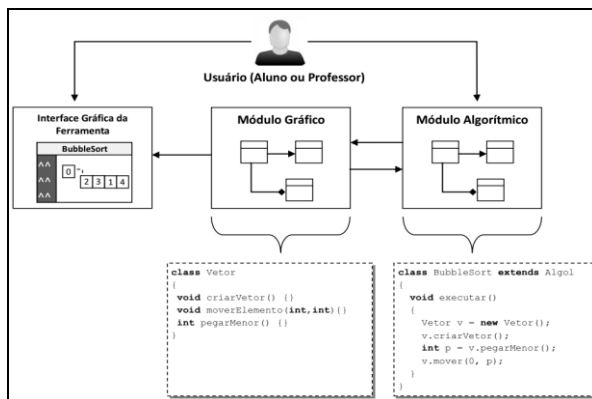 Usuário (Aluno ou Professor)
Interface Gráfica da
Ferramenta
BubbleSort
^^
^^
^^
0
2 3 1 4
Módulo Gráfico
Módulo Algorítmico
class Vetor
{
void criarVetor() {}
void moverElemento(int,int){}
int pegarMenor() {}
}
class BubbleSort extends Algol
{
void executar()
{
Vetor v = new Vetor();
v.criarVetor();
int p = v.pegarMenor();
v.mover(0, p);
}
}